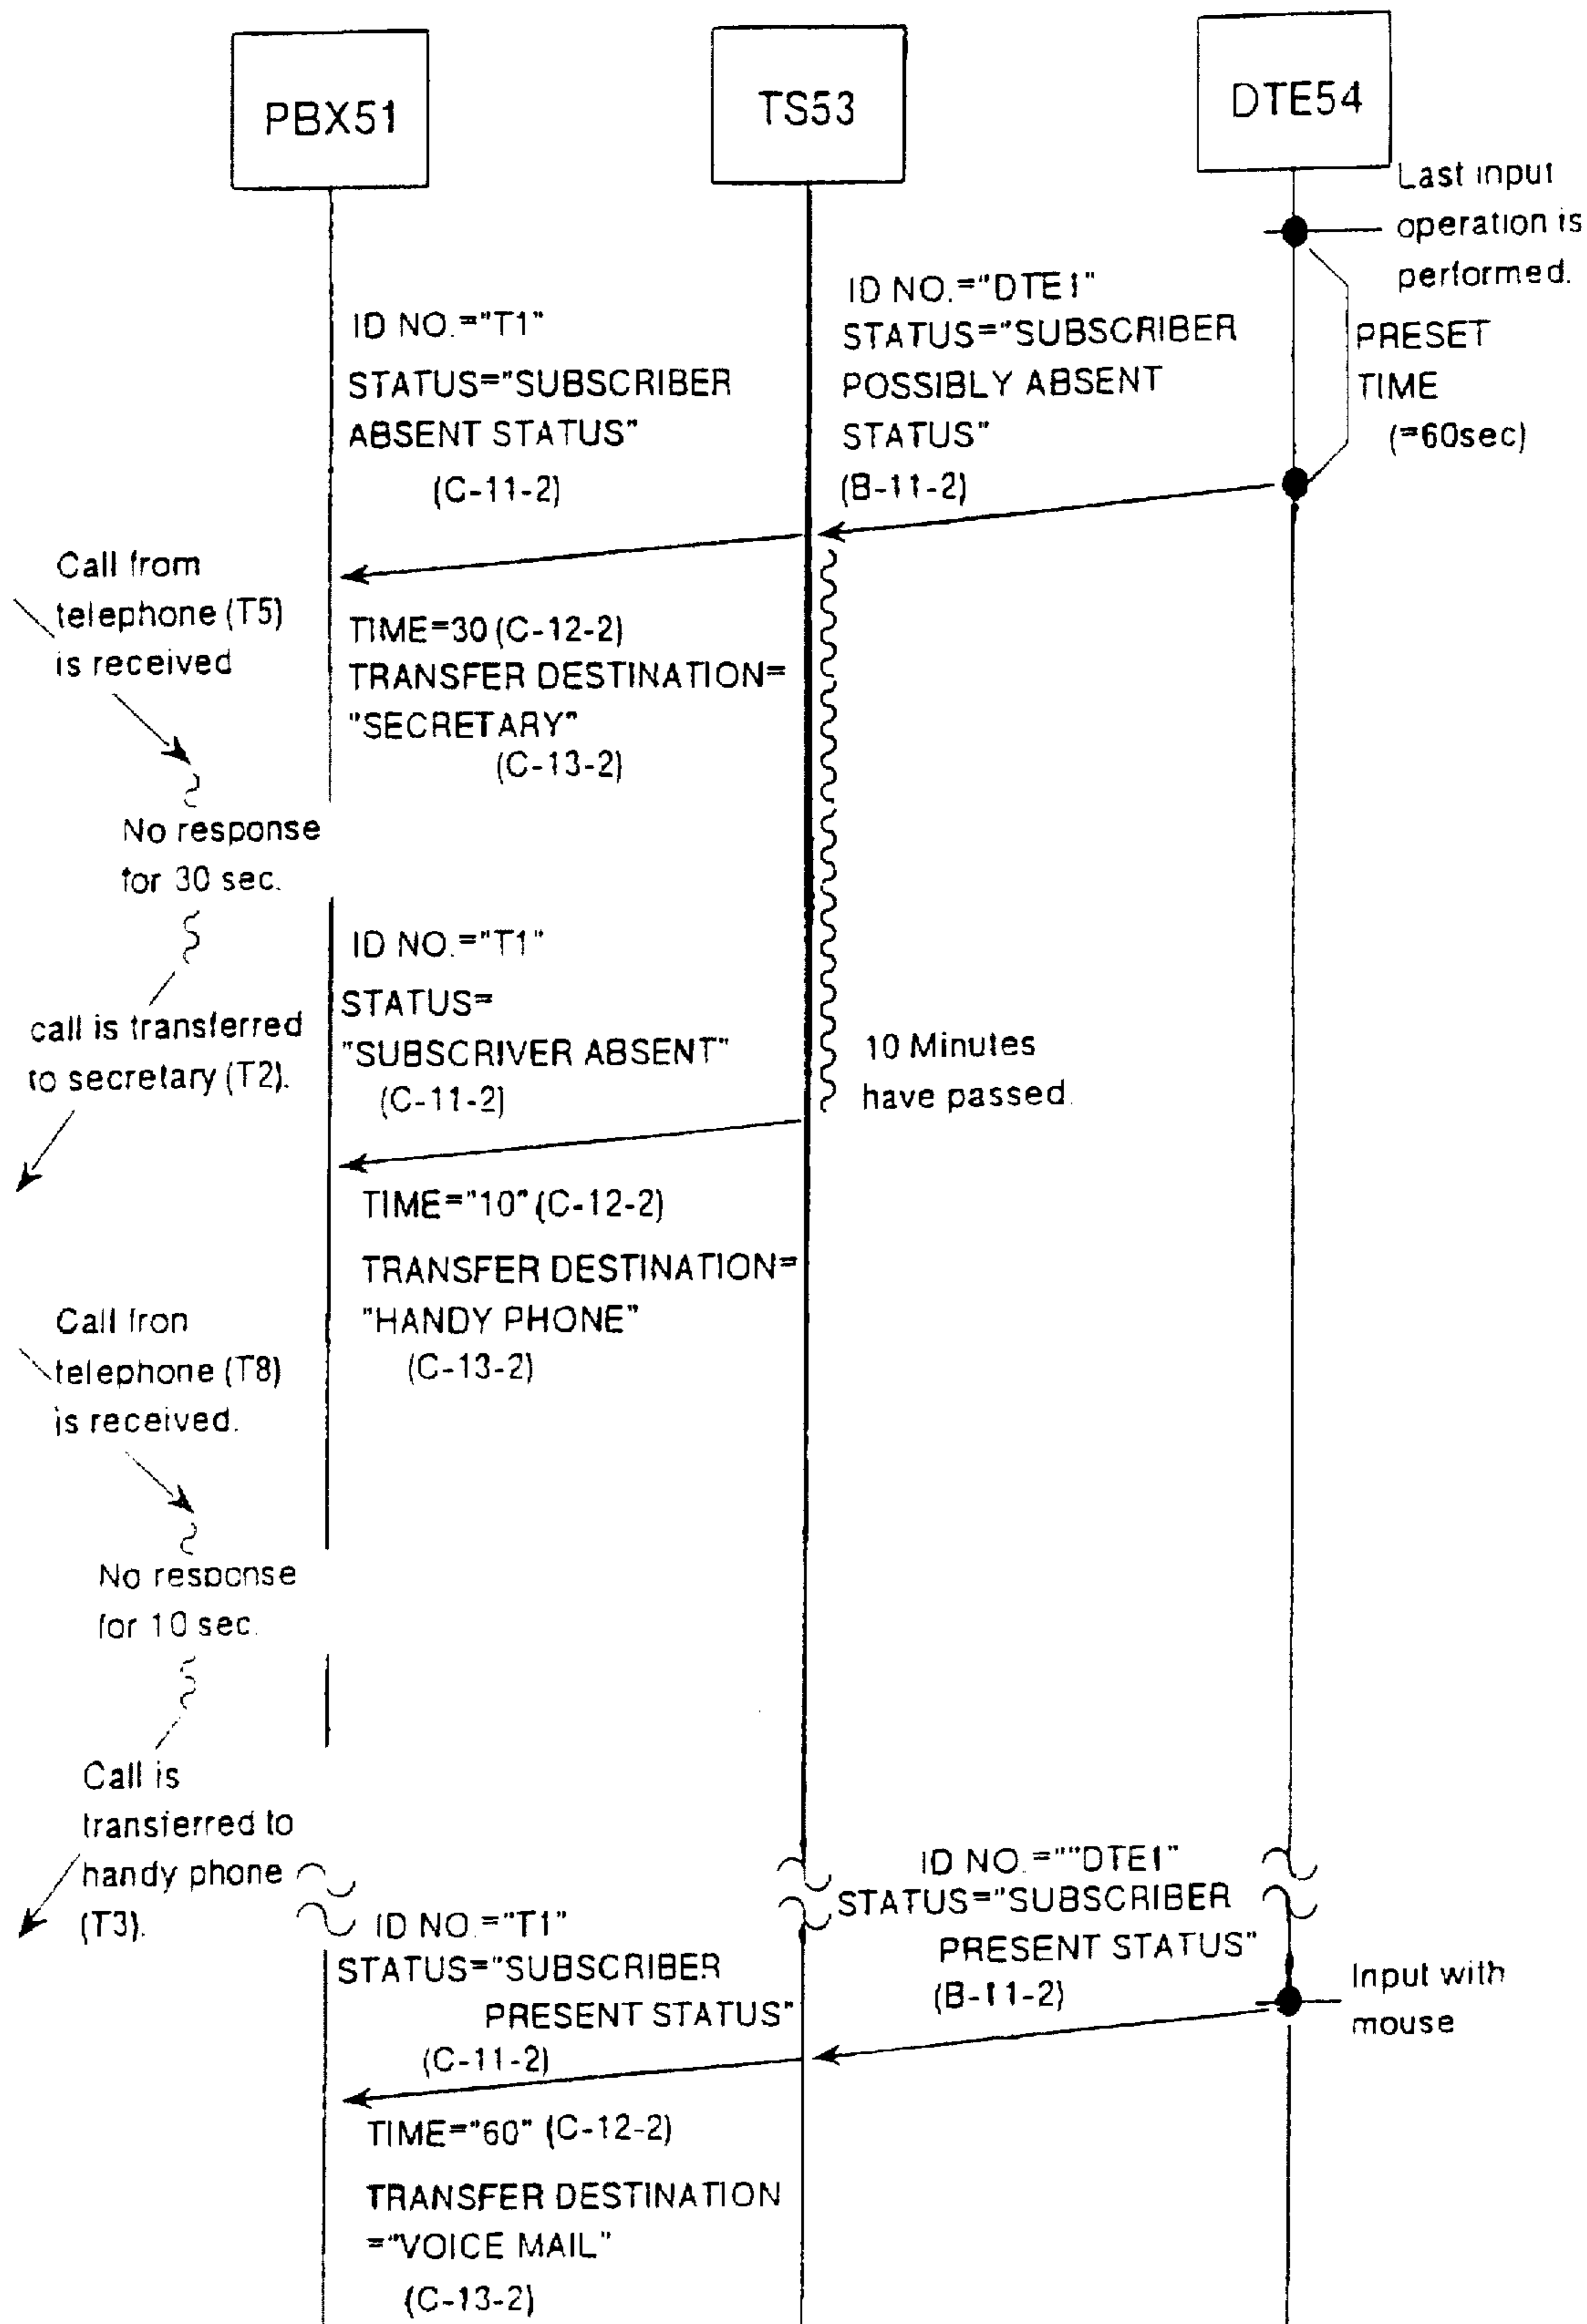 PBX51
TS53
DTE54
Last input
operation is
performed.
PRESET
TIME
(=60sec)
ID NO.="DTE1"
STATUS="SUBSCRIBER
POSSIBLY ABSENT
STATUS"
(B-11-2)
ID NO.="T1"
STATUS="SUBSCRIBER
ABSENT STATUS"
(C-11-2)
Call from
telephone (T5)
is received
TIME=30 (C-12-2)
TRANSFER DESTINATION=
"SECRETARY"
(C-13-2)
No response
for 30 sec.
call is transferred
to secretary (T2).
ID NO.="T1"
STATUS=
"SUBSCRIVER ABSENT"
(C-11-2)
10 Minutes
have passed.
TIME="10" (C-12-2)
TRANSFER DESTINATION=
"HANDY PHONE"
(C-13-2)
Call fron
telephone (T8)
is received.
No response
for 10 sec.
Call is
transferred to
handy phone
(T3).
ID NO.=""DTE1"
STATUS="SUBSCRIBER
PRESENT STATUS"
(B-11-2)
Input with
mouse
ID NO.="T1"
STATUS="SUBSCRIBER
PRESENT STATUS"
(C-11-2)
TIME="60" (C-12-2)
TRANSFER DESTINATION
="VOICE MAIL"
(C-13-2)